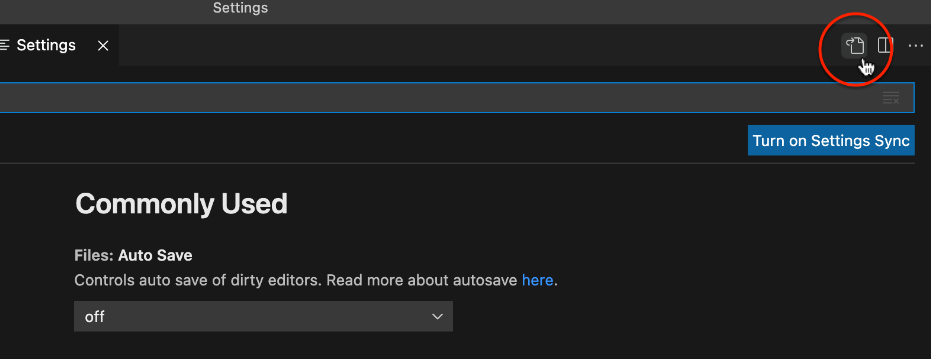 Settings
Settings
Turn on Settings Sync
Commonly Used
Files: Auto Save
Controls auto save of dirty editors. Read more about autosave here.
off